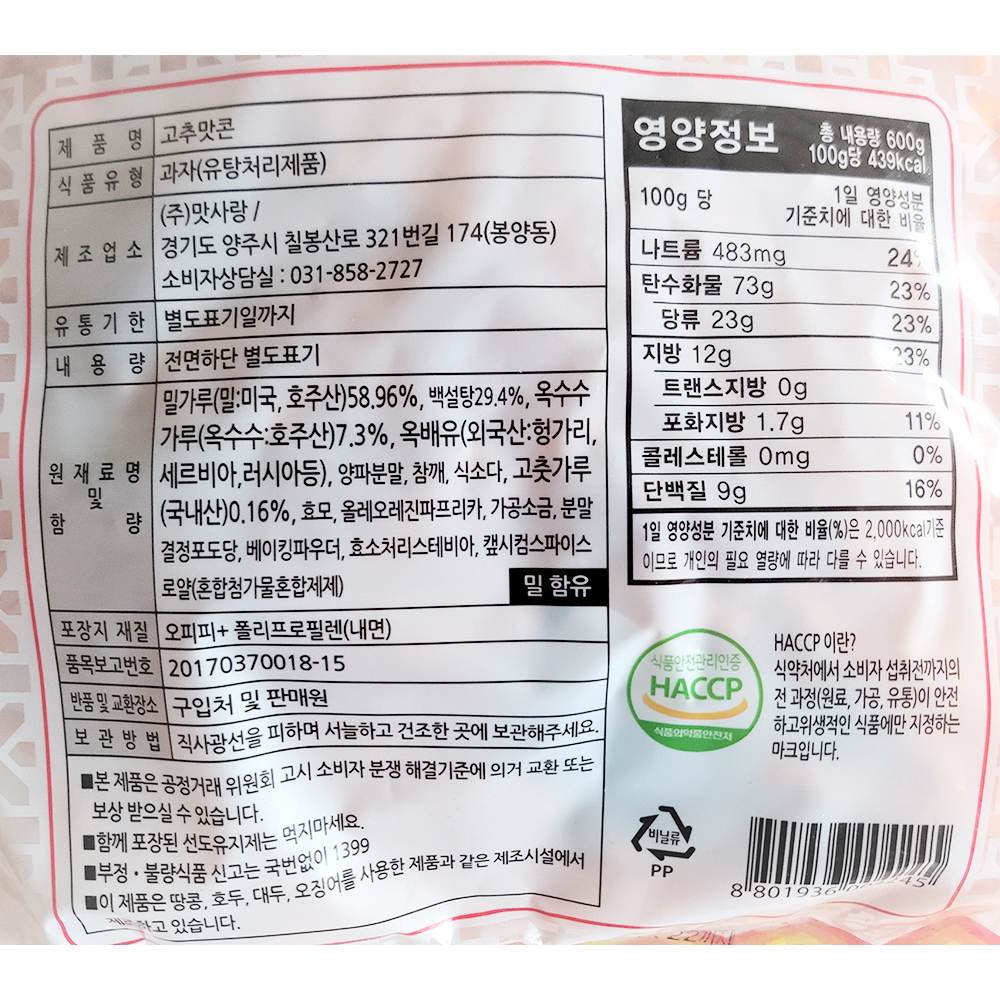 제 품 명 고추맛콘
식품유형 과자(유탕처리제품)
제조업소 (주)맛사랑 /
경기도 양주시 칠봉산로 321번길 174(봉양동)
소비자상담실 : 031-858-2727
유통기한 별도표기일까지
내 용 량 전면하단 별도표기
원재료명 및 함 량
밀가루(밀:미국, 호주산)58.96%, 백설탕29.4%, 옥수수
가루(옥수수:호주산)7.3%, 옥배유(외국산:헝가리,
세르비아,러시아등), 양파분말, 참깨, 식소다, 고춧가루
(국내산)0.16%, 효모, 올레오레진파프리카, 가공소금, 분말
결정포도당, 베이킹파우더, 효소처리스테비아, 캪시컴스파이스
로얄(혼합첨가물혼합제제) 밀 함유
포장지 재질 오피피+ 폴리프로필렌(내면)
품목보고번호 20170370018-15
반품 및 교환장소 구입처 및 판매원
보관방법 직사광선을 피하며 서늘하고 건조한 곳에 보관해주세요.
■본 제품은 공정거래 위원회 고시 소비자 분쟁 해결기준에 의거 교환 또는
보상 받으실 수 있습니다.
■함께 포장된 선도유지제는 먹지마세요.
■부정·불량식품 신고는 국번없이 1399
■이 제품은 땅콩, 호두, 대두, 오징어를 사용한 제품과 같은 제조시설에서
하고 있습니다.
영양정보
총 내용량 600g
100g당 439kcal
100g 당 1일 영양성분
기준치에 대한 비율
나트륨 483mg 24%
탄수화물 73g 23%
당류 23g 23%
지방 12g 23%
트랜스지방 0g
포화지방 1.7g 11%
콜레스테롤 0mg 0%
단백질 9g 16%
1일 영양성분 기준치에 대한 비율(%)은 2,000kcal기준
이므로 개인의 필요 열량에 따라 다를 수 있습니다.
식품안전관리인증
HACCP
식품의약품안전처
HACCP 이란?
식약처에서 소비자 섭취전까지의
전 과정(원료, 가공, 유통)이 안전
하고위생적인 식품에만 지정하는
마크입니다.
비닐류
PP
8 801936